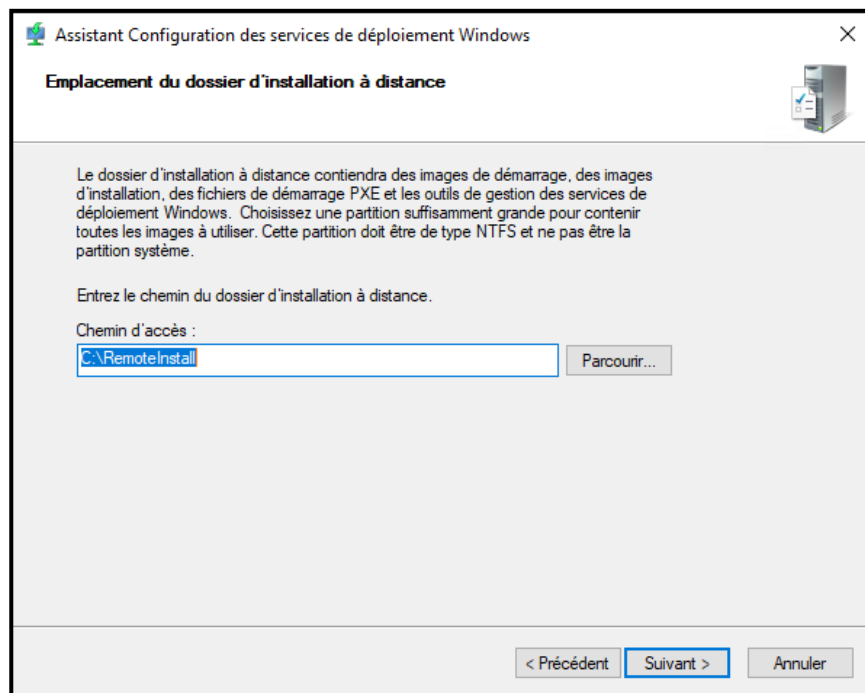 Assistant Configuration des services de déploiement Windows
Emplacement du dossier d'installation à distance
Le dossier d'installation à distance contiendra des images de démarrage, des images
d'installation, des fichiers de démarrage PXE et les outils de gestion des services de
déploiement Windows.  Choisissez une partition suffisamment grande pour contenir
toutes les images à utiliser. Cette partition doit être de type NTFS et ne pas être la
partition système.
Entrez le chemin du dossier d'installation à distance.
Chemin d'accès :
C:\RemoteInstall
Parcourir...
< Précédent
Suivant >
Annuler